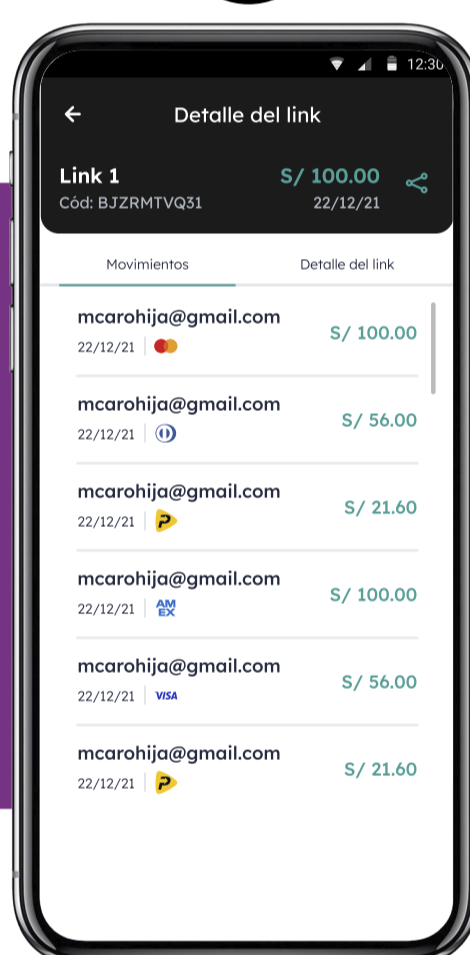 12:30
Detalle del link
Link 1 S/ 100.00
Cód: BJZRMTVQ31 22/12/21
Movimientos Detalle del link
mcarohija@gmail.com S/ 100.00
22/12/21
mcarohija@gmail.com S/ 56.00
22/12/21
mcarohija@gmail.com S/ 21.60
22/12/21 P
mcarohija@gmail.com S/ 100.00
22/12/21 AM EX
mcarohija@gmail.com S/ 56.00
22/12/21 VISA
mcarohija@gmail.com S/ 21.60
22/12/21 P